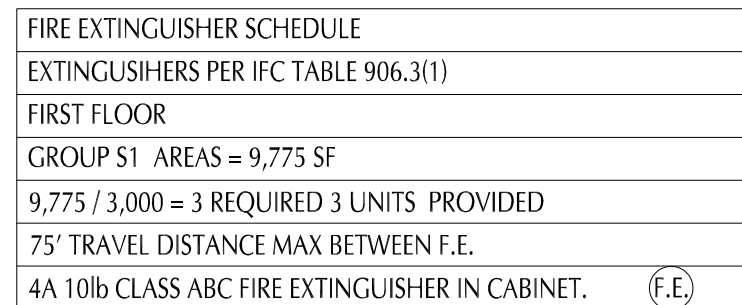 FIRE EXTINGUISHER SCHEDULE
EXTINGUSIHERS PER IFC TABLE 906.3(1)
FIRST FLOOR
GROUP S1 AREAS = 9,775 SF
9,775 / 3,000 = 3 REQUIRED 3 UNITS PROVIDED
75' TRAVEL DISTANCE MAX BETWEEN F.E.
4A 10lb CLASS ABC FIRE EXTINGUISHER IN CABINET. F.E.